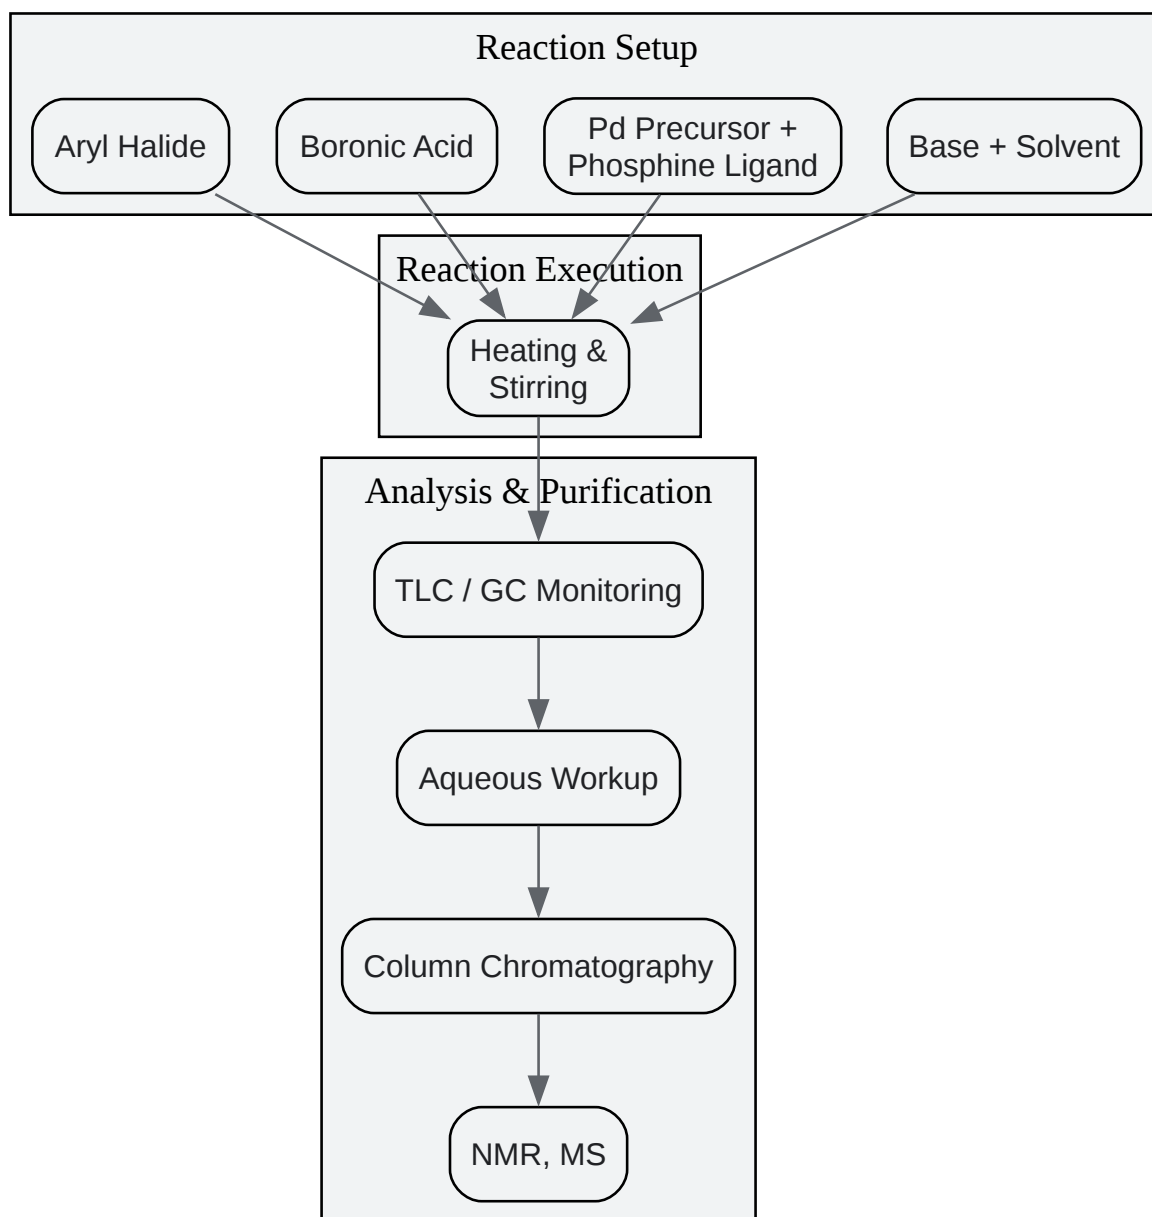 Reaction Setup
Aryl Halide
Boronic Acid
Pd Precursor +
Phosphine Ligand
Base + Solvent
Reaction Execution
Heating &
Stirring
Analysis & Purification
TLC / GC Monitoring
Aqueous Workup
Column Chromatography
NMR, MS